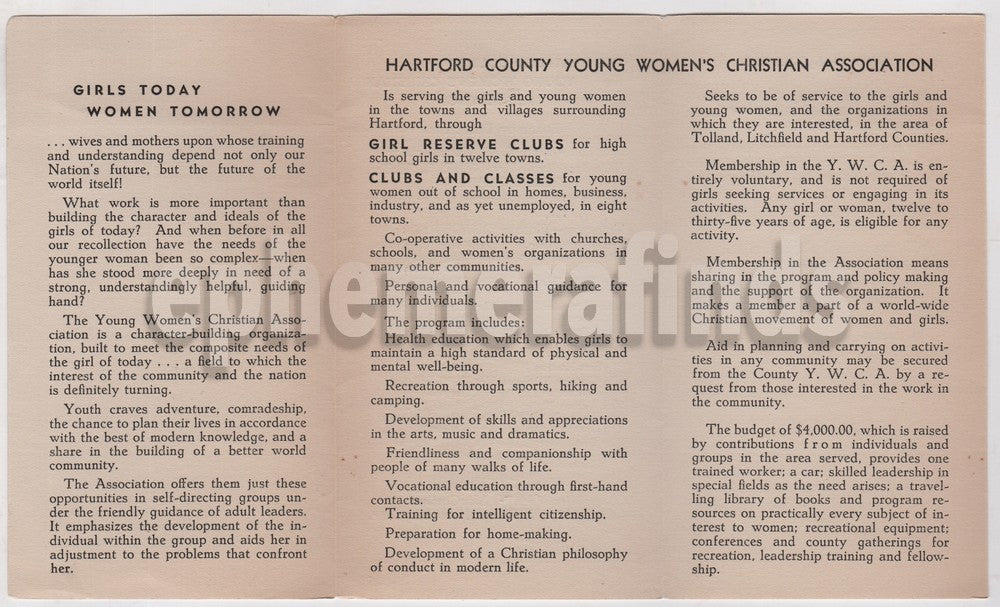 GIRLS TODAY
WOMEN TOMORROW
. . . wives and mothers upon whose training
and understanding depend not only our
Nation's future, but the future of the
world itself!
What work is more important than
building the character and ideals of the
girls of today? And when before in all
our recollection have the needs of the
younger woman been so complex—when
has she stood more deeply in need of a
strong, understandingly helpful, guiding
hand?
The Young Women's Christian Asso-
ciation is a character-building organiza-
tion, built to meet the composite needs of
the girl of today . . . a field to which the
interest of the community and the nation
is definitely turning.
Youth craves adventure, comradeship,
the chance to plan their lives in accordance
with the best of modern knowledge, and a
share in the building of a better world
community.
The Association offers them just these
opportunities in self-directing groups un-
der the friendly guidance of adult leaders.
It emphasizes the development of the in-
dividual within the group and aids her in
adjustment to the problems that confront
her.
HARTFORD COUNTY YOUNG WOMEN'S CHRISTIAN ASSOCIATION
Is serving the girls and young women
in the towns and villages surrounding
Hartford, through
GIRL RESERVE CLUBS for high
school girls in twelve towns.
CLUBS AND CLASSES for young
women out of school in homes, business,
industry, and as yet unemployed, in eight
towns.
Co-operative activities with churches,
schools, and women's organizations in
many other communities.
Personal and vocational guidance for
many individuals.
The program includes:
Health education which enables girls to
maintain a high standard of physical and
mental well-being.
Recreation through sports, hiking and
camping.
Development of skills and appreciations
in the arts, music and dramatics.
Friendliness and companionship with
people of many walks of life.
Vocational education through first-hand
contacts.
Training for intelligent citizenship.
Preparation for home-making.
Development of a Christian philosophy
of conduct in modern life.
Seeks to be of service to the girls and
young women, and the organizations in
which they are interested, in the area of
Tolland, Litchfield and Hartford Counties.
Membership in the Y. W. C. A. is en-
tirely voluntary, and is not required of
girls seeking services or engaging in its
activities. Any girl or woman, twelve to
thirty-five years of age, is eligible for any
activity.
Membership in the Association means
sharing in the program and policy making
and the support of the organization. It
makes a member a part of a world-wide
Christian movement of women and girls.
Aid in planning and carrying on activi-
ties in any community may be secured
from the County Y. W. C. A. by a re-
quest from those interested in the work in
the community.
The budget of $4,000.00, which is raised
by contributions from individuals and
groups in the area served, provides one
trained worker; a car; skilled leadership in
special fields as the need arises; a travel-
ling library of books and program re-
sources on practically every subject of in-
terest to women; recreational equipment;
conferences and county gatherings for
recreation, leadership training and fellow-
ship.
ephemerafinds